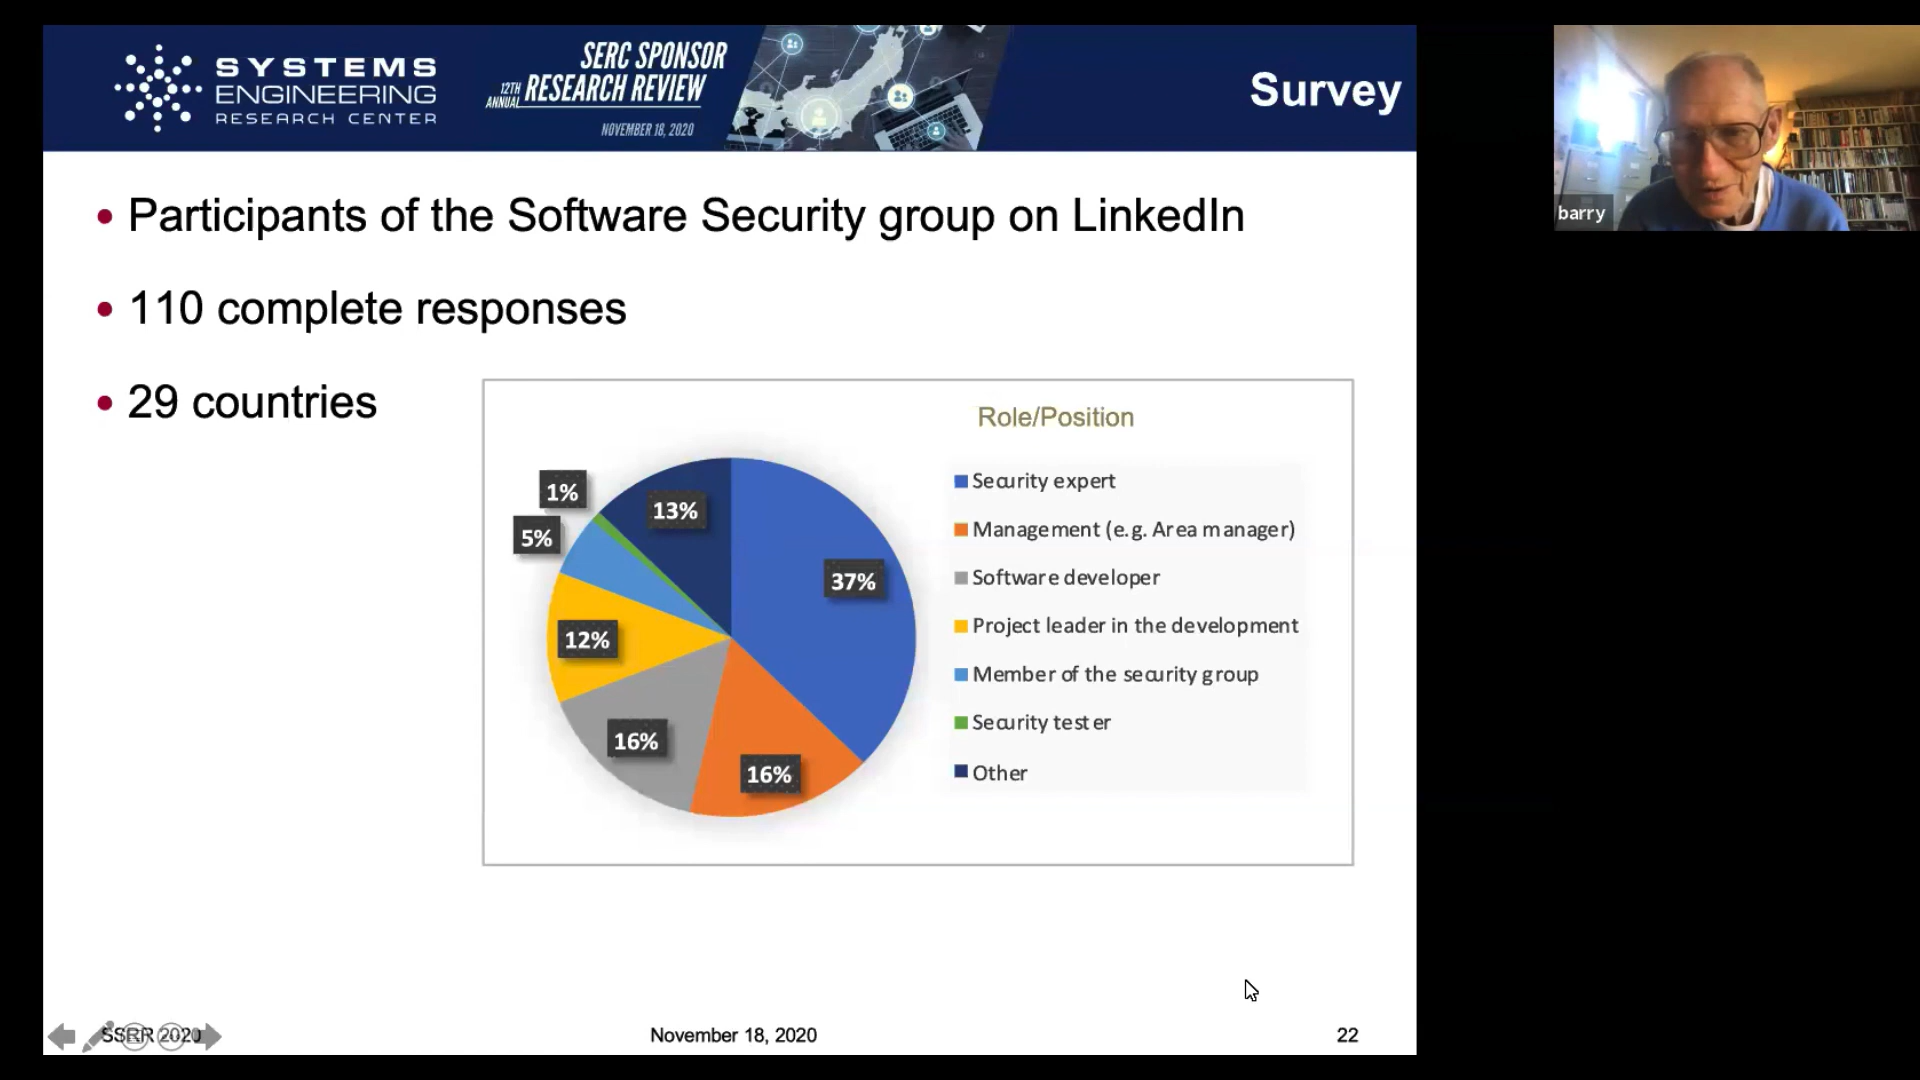 SYSTEMS
ENGINEERING
RESEARCH CENTER
SERC SPONSOR
12TH ANNUAL RESEARCH REVIEW
NOVEMBER 18, 2020
Survey
barry
• Participants of the Software Security group on LinkedIn
• 110 complete responses
• 29 countries
Role/Position
1%
13%
5%
37%
12%
16%
16%
Security expert
Management (e.g. Area manager)
Software developer
Project leader in the development
Member of the security group
Security tester
Other
SSRR 2020
November 18, 2020
22